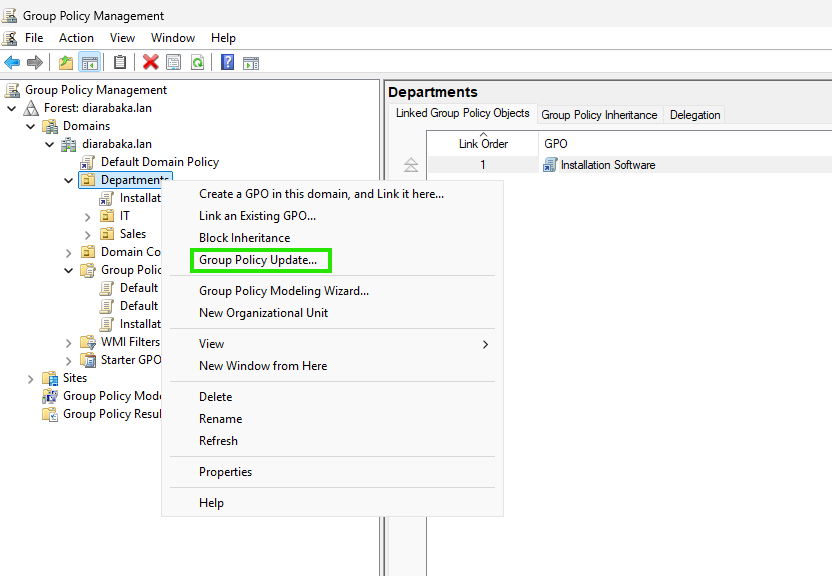 Group Policy Management
File Action View Window Help
Group Policy Management
Forest: diarabaka.lan
Domains
diarabaka.lan
Default Domain Policy
Departments
Installat
IT
Sales
Domain Co
Group Polic
Default
Default
Installat
WMI Filters
Starter GPO
Sites
Group Policy Mode
Group Policy Resul
Create a GPO in this domain, and Link it here...
Link an Existing GPO...
Block Inheritance
Group Policy Update...
Group Policy Modeling Wizard...
New Organizational Unit
View
New Window from Here
Delete
Rename
Refresh
Properties
Help
Departments
Linked Group Policy Objects Group Policy Inheritance Delegation
Link Order GPO
1 Installation Software